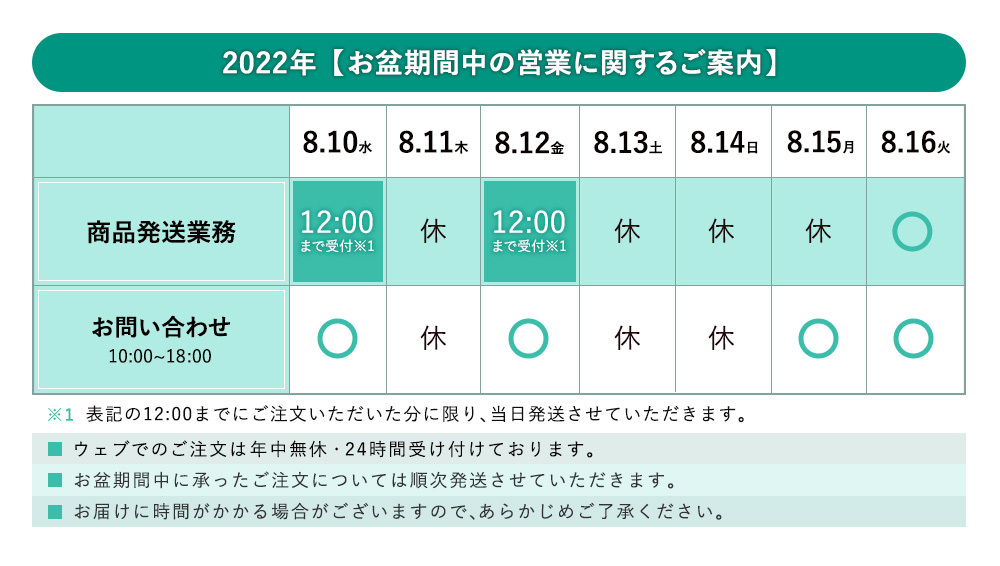 2022年【お盆期間中の営業に関するご案内】
8.10水 8.11木 8.12金 8.13土 8.14日 8.15月 8.16火
商品発送業務 12:00まで受付※1 休 12:00まで受付※1 休 休 休 ○
お問い合わせ ○ 休 ○ 休 休 ○ ○
10:00~18:00
※1 表記の12:00までにご注文いただいた分に限り、当日発送させていただきます。
■ ウェブでのご注文は年中無休・24時間受け付けております。
■ お盆期間中に承ったご注文については順次発送させていただきます。
■ お届けに時間がかかる場合がございますので、あらかじめご了承ください。